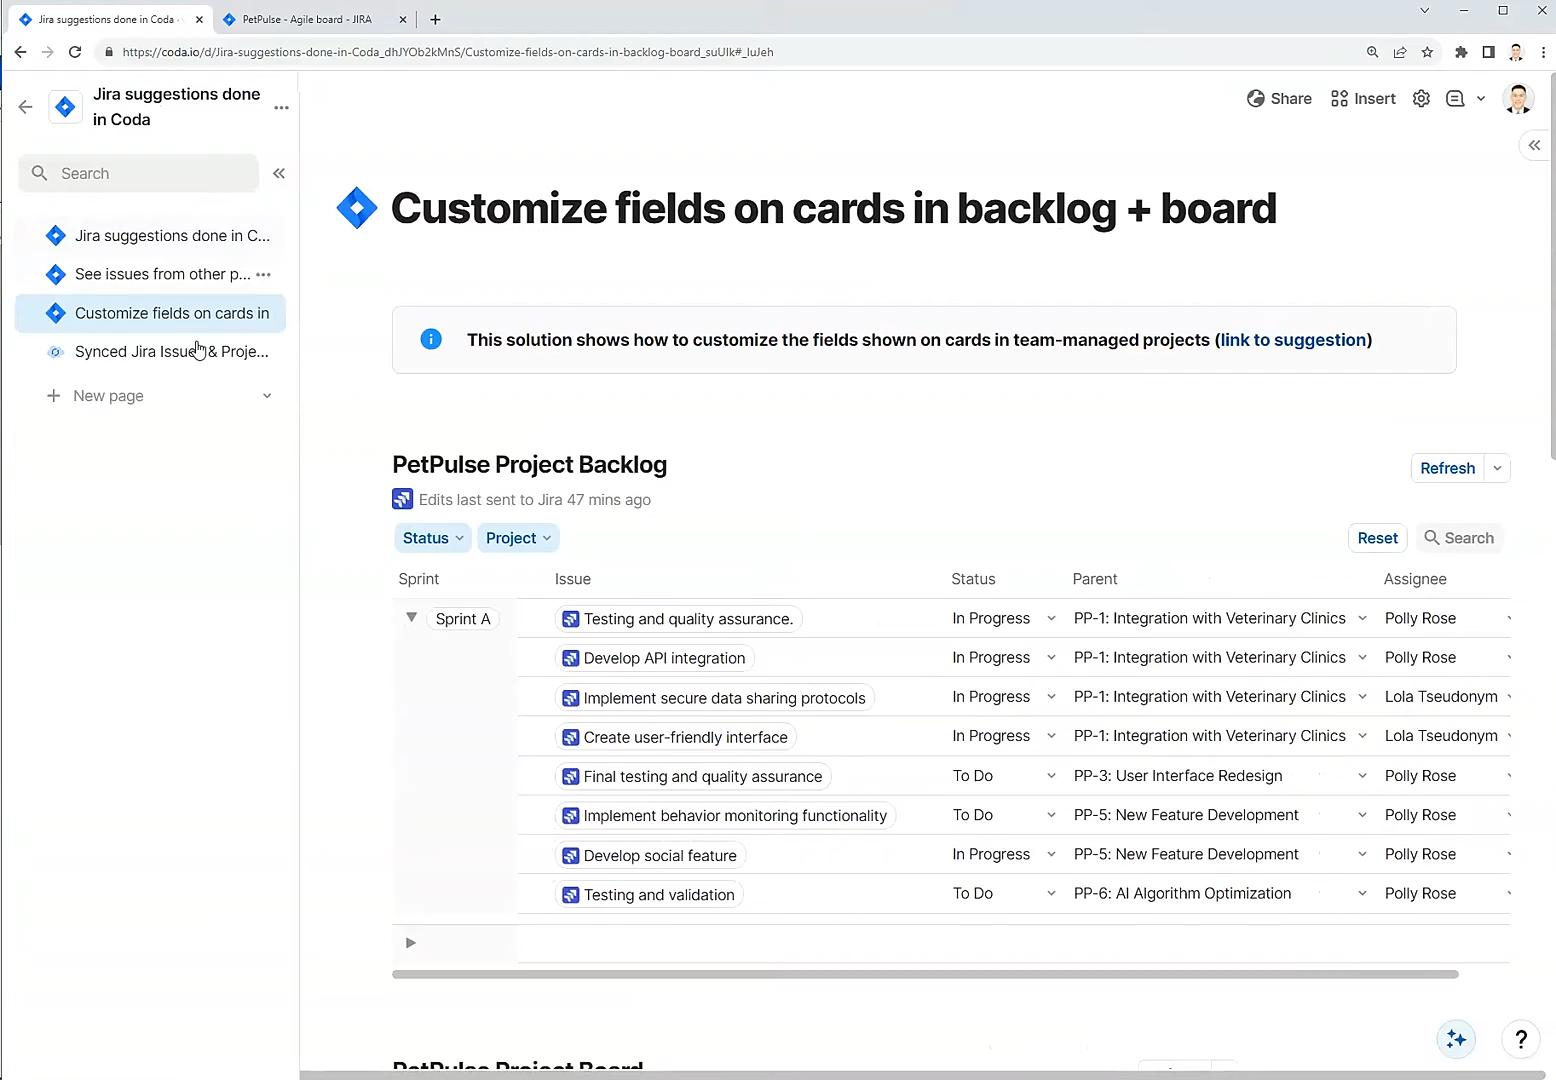 Jira suggestions done in Coda ·
PetPulse - Agile board - JIRA
https://coda.io/d/Jira-suggestions-done-in-Coda_dhJYOb2kMnS/Customize-fields-on-cards-in-backlog-board_suUlk#_luJeh
Jira suggestions done
in Coda
Share
Insert
Search
Jira suggestions done in C...
See issues from other p...
Customize fields on cards in
Synced Jira Issue & Proje...
New page
Customize fields on cards in backlog + board
This solution shows how to customize the fields shown on cards in team-managed projects (link to suggestion)
PetPulse Project Backlog
Refresh
Edits last sent to Jira 47 mins ago
Status
Project
Reset
Search
Sprint Issue Status Parent Assignee
Sprint A Testing and quality assurance. In Progress PP-1: Integration with Veterinary Clinics Polly Rose
Develop API integration In Progress PP-1: Integration with Veterinary Clinics Polly Rose
Implement secure data sharing protocols In Progress PP-1: Integration with Veterinary Clinics Lola Tseudonym
Create user-friendly interface In Progress PP-1: Integration with Veterinary Clinics Lola Tseudonym
Final testing and quality assurance To Do PP-3: User Interface Redesign Polly Rose
Implement behavior monitoring functionality To Do PP-5: New Feature Development Polly Rose
Develop social feature In Progress PP-5: New Feature Development Polly Rose
Testing and validation To Do PP-6: AI Algorithm Optimization Polly Rose
PetPulse Project Board
?